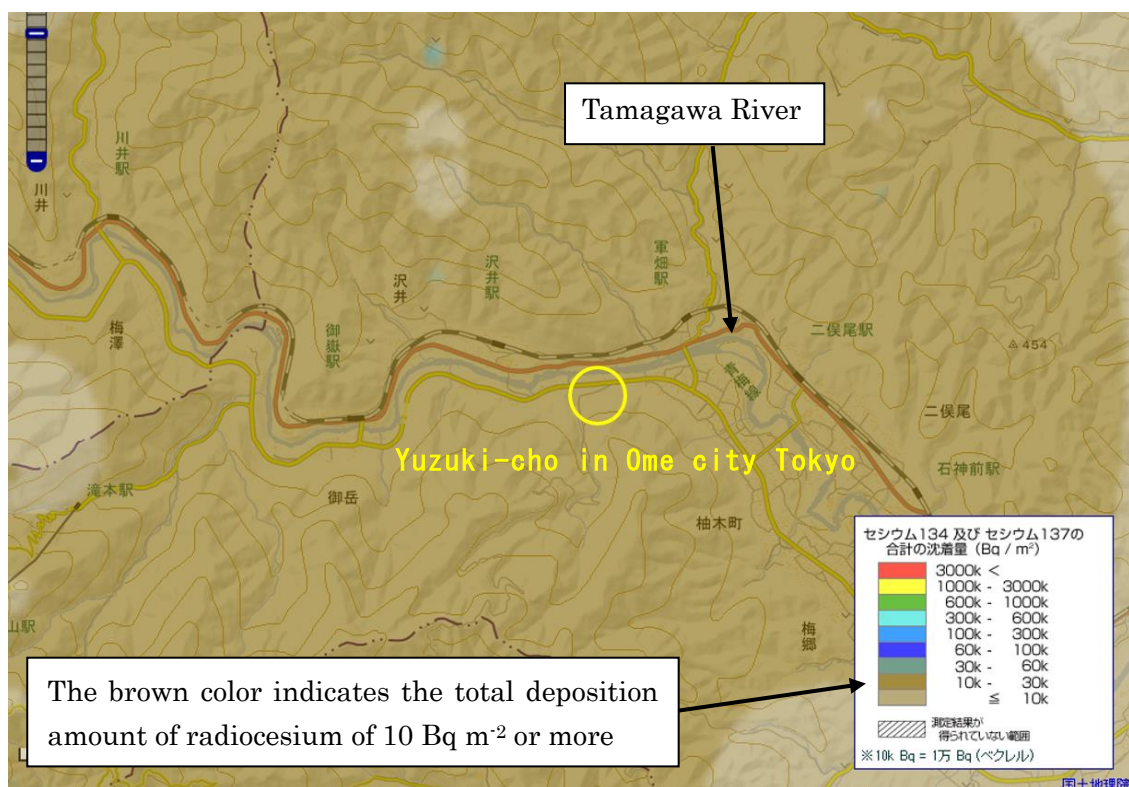 Tamagawa River
川井駅
川井
軍畑駅
沢井駅
沢井
御嶽駅
梅澤
二俣尾駅
454
青梅線
二俣尾
Yuzuki-cho in Ome city Tokyo
石神前駅
滝本駅
御岳
柚木町
セシウム134 及び セシウム137の
合計の沈着量 (Bq / m²)
3000k <
1000k - 3000k
600k - 1000k
300k - 600k
100k - 300k
60k - 100k
30k - 60k
10k - 30k
≦ 10k
測定結果が
得られていない範囲
※10k Bq = 1万 Bq (ベクレル)
山駅
梅郷
The brown color indicates the total deposition
amount of radiocesium of 10 Bq m⁻² or more
国土地理院